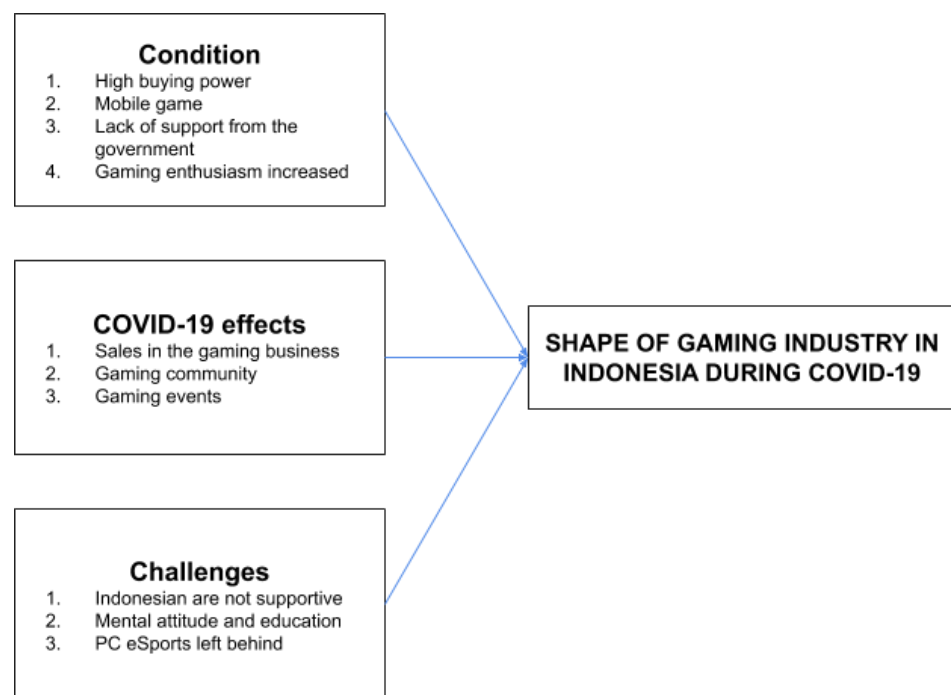 Condition
1. High buying power
2. Mobile game
3. Lack of support from the
government
4. Gaming enthusiasm increased
COVID-19 effects
1. Sales in the gaming business
2. Gaming community
3. Gaming events
Challenges
1. Indonesian are not supportive
2. Mental attitude and education
3. PC eSports left behind
SHAPE OF GAMING INDUSTRY IN
INDONESIA DURING COVID-19